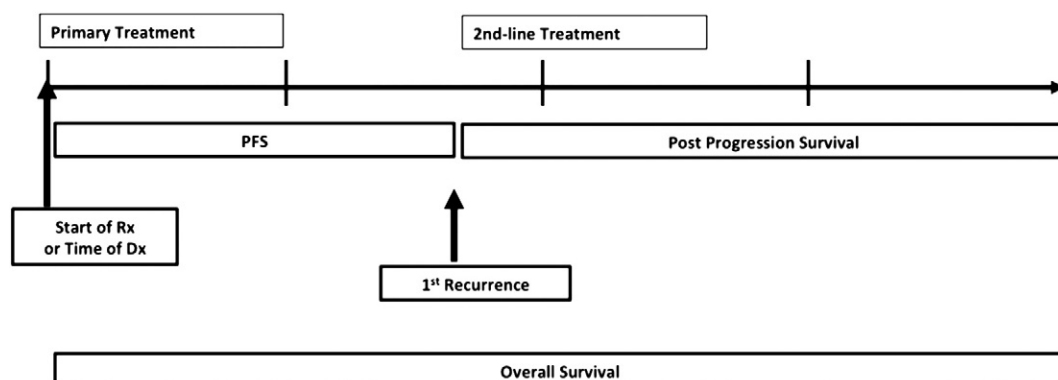 Primary Treatment
2nd-line Treatment
PFS
Post Progression Survival
Start of Rx
or Time of Dx
1st Recurrence
Overall Survival